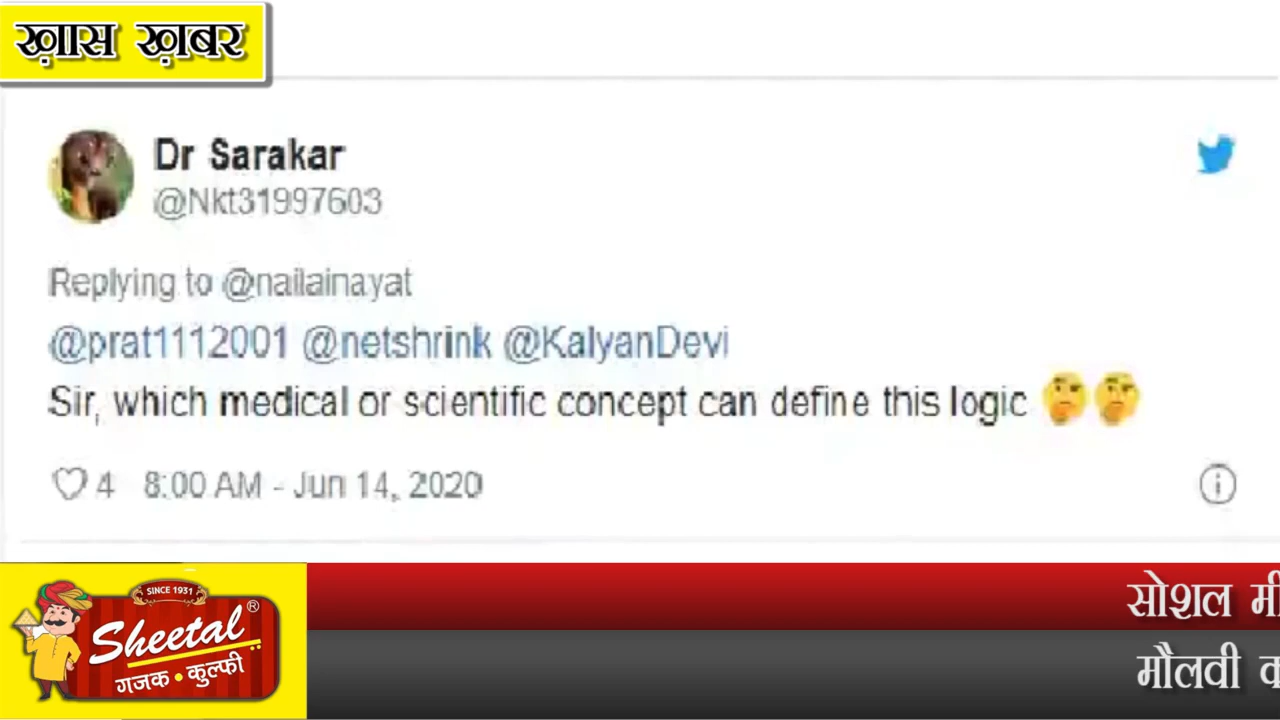 ख़ास ख़बर
Dr Sarakar
@Nkt31997603
Replying to @nailainayat
@prat1112001 @netshrink @KalyanDevi
Sir, which medical or scientific concept can define this logic 🤔🤔
4 8:00 AM - Jun 14, 2020
SINCE 1931
Sheetal®
गजक • कुल्फी
सोशल मी
मौलवी क